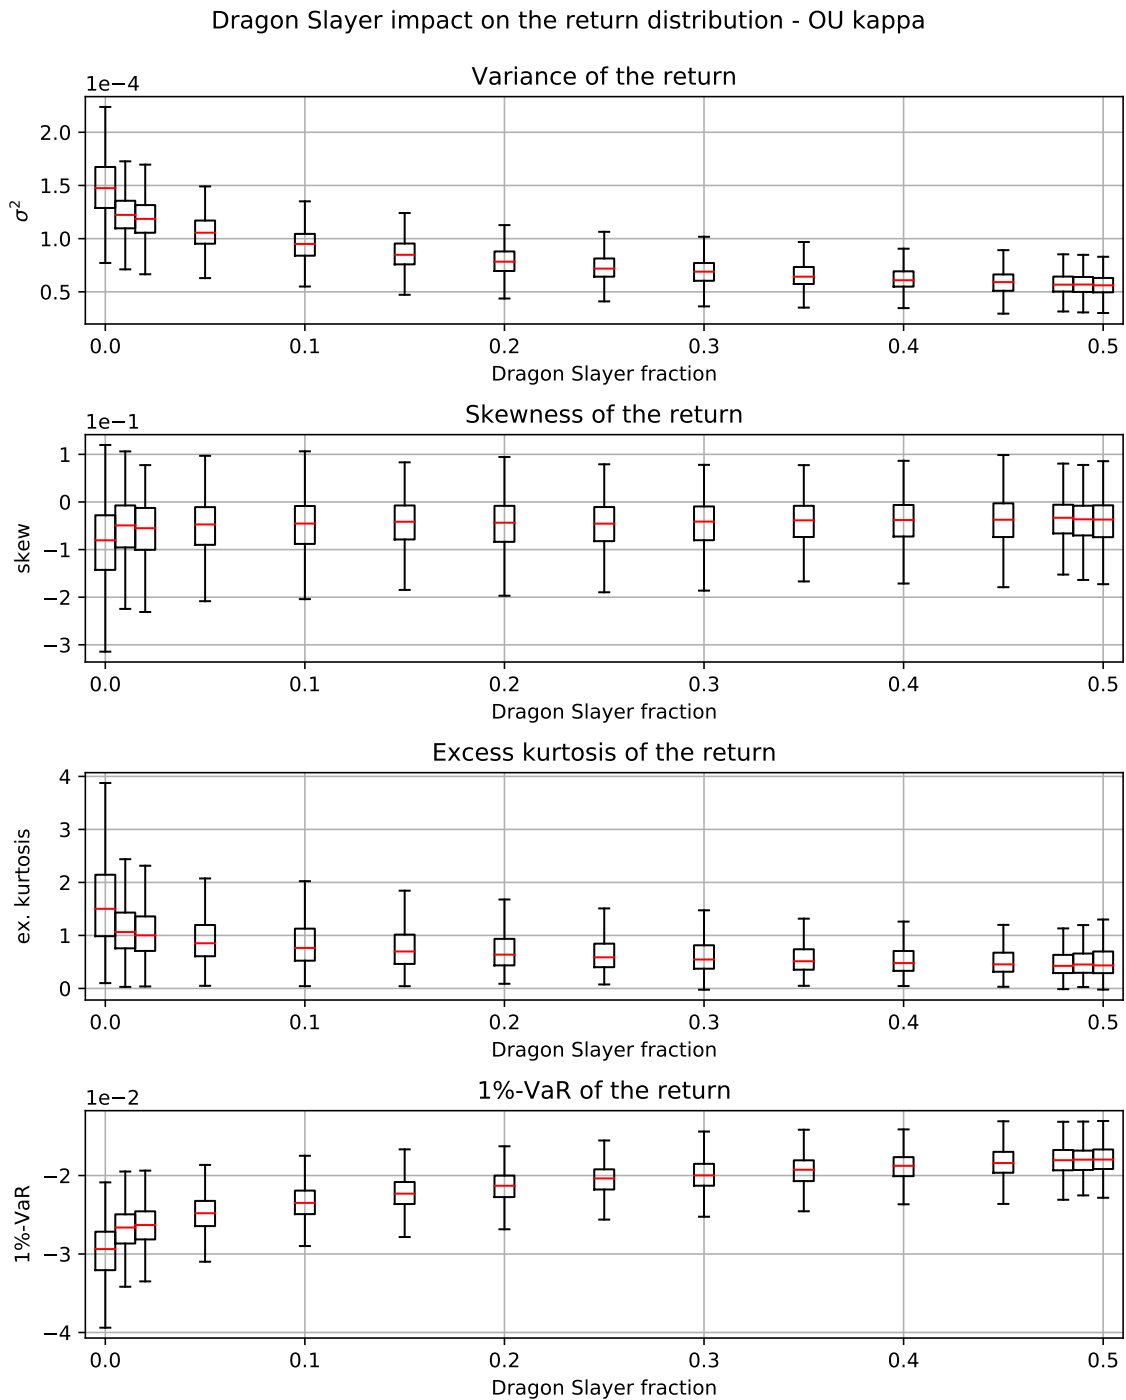 Dragon Slayer impact on the return distribution - OU kappa
Variance of the return
1e−4
2.0
1.5
1.0
0.5
σ²
0.0 0.1 0.2 0.3 0.4 0.5
Dragon Slayer fraction
Skewness of the return
1e−1
1
0
−1
−2
−3
skew
0.0 0.1 0.2 0.3 0.4 0.5
Dragon Slayer fraction
Excess kurtosis of the return
4
3
2
1
0
ex. kurtosis
0.0 0.1 0.2 0.3 0.4 0.5
Dragon Slayer fraction
1%-VaR of the return
1e−2
−2
−3
−4
1%-VaR
0.0 0.1 0.2 0.3 0.4 0.5
Dragon Slayer fraction